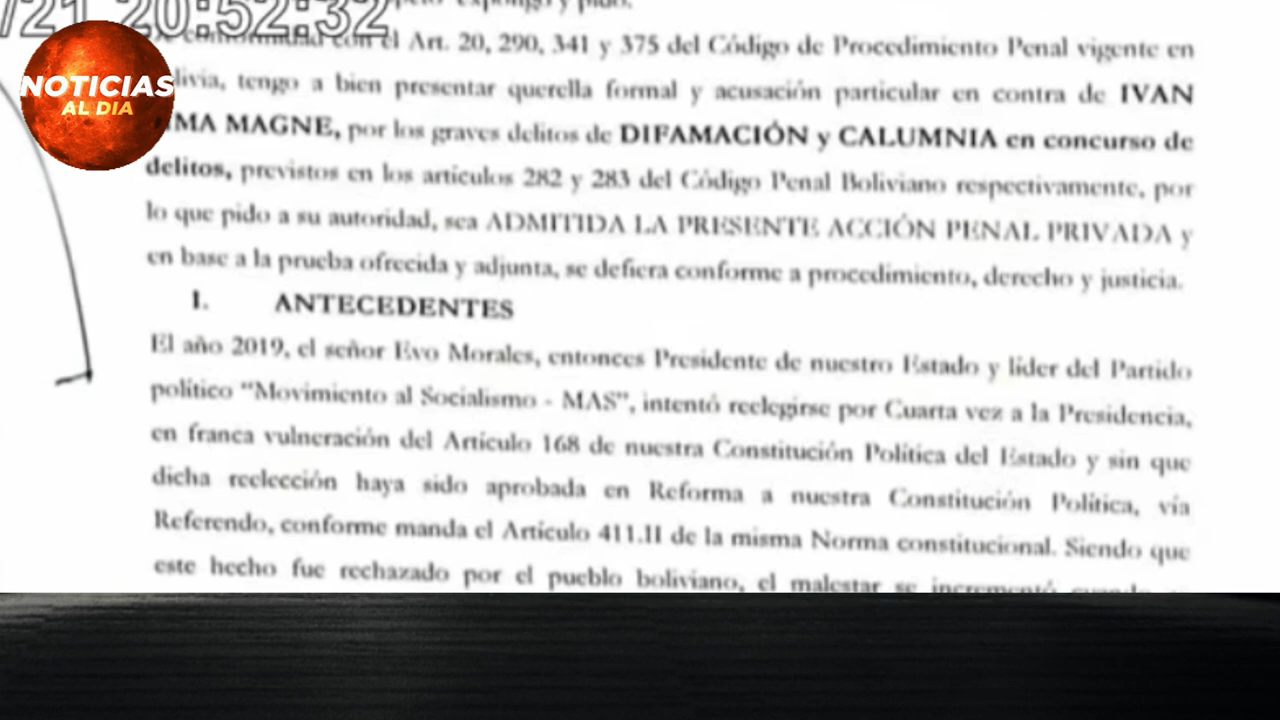 /21 20:52:32
expongo y pido.
NOTICIAS
AL DIA
De conformidad con el Art. 20, 290, 341 y 375 del Código de Procedimiento Penal vigente en
livia, tengo a bien presentar querella formal y acusación particular en contra de IVAN
IMA MAGNE, por los graves delitos de DIFAMACIÓN y CALUMNIA en concurso de
delitos, previstos en los artículos 282 y 283 del Código Penal Boliviano respectivamente, por
lo que pido a su autoridad, sea ADMITIDA LA PRESENTE ACCIÓN PENAL PRIVADA y
en base a la prueba ofrecida y adjunta, se defiera conforme a procedimiento, derecho y justicia.
I. ANTECEDENTES
El año 2019, el señor Evo Morales, entonces Presidente de nuestro Estado y líder del Partido
político “Movimiento al Socialismo - MAS”, intentó reelegirse por Cuarta vez a la Presidencia,
en franca vulneración del Artículo 168 de nuestra Constitución Política del Estado y sin que
dicha reelección haya sido aprobada en Reforma a nuestra Constitución Política, vía
Referendo, conforme manda el Artículo 411.II de la misma Norma constitucional. Siendo que
este hecho fue rechazado por el pueblo boliviano, el malestar se incrementó cuando